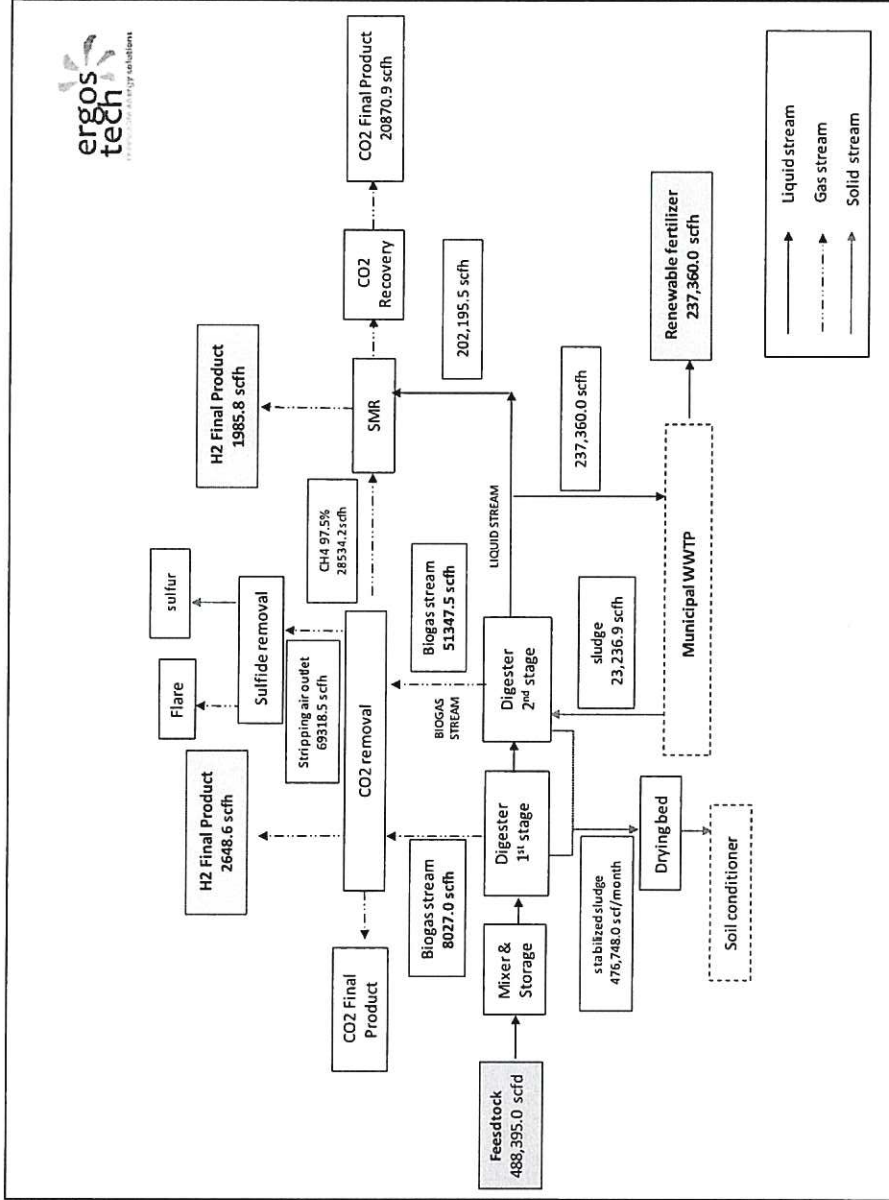 ergos
tech
H2 Final Product
1985.8 scfh
CO2 Final Product
20870.9 scfh
CO2
Recovery
SMR
202,195.5 scfh
CH4 97.5%
28534.2scfh
sulfur
Flare
Sulfide removal
Stripping air outlet
69318.5 scfh
H2 Final Product
2648.6 scfh
CO2 removal
CO2 Final
Product
Biogas stream
8027.0 scfh
Biogas stream
51347.5 scfh
BIOGAS
STREAM
LIQUID STREAM
Feesdtock
488,395.0 scfd
Mixer &
Storage
Digester
1st stage
Digester
2nd stage
237,360.0 scfh
stabilized sludge
476,748.0 scf/month
sludge
23,236.9 scfh
Drying bed
Soil conditioner
Municipal WWTP
Renewable fertilizer
237,360.0 scfh
Liquid stream
Gas stream
Solid stream